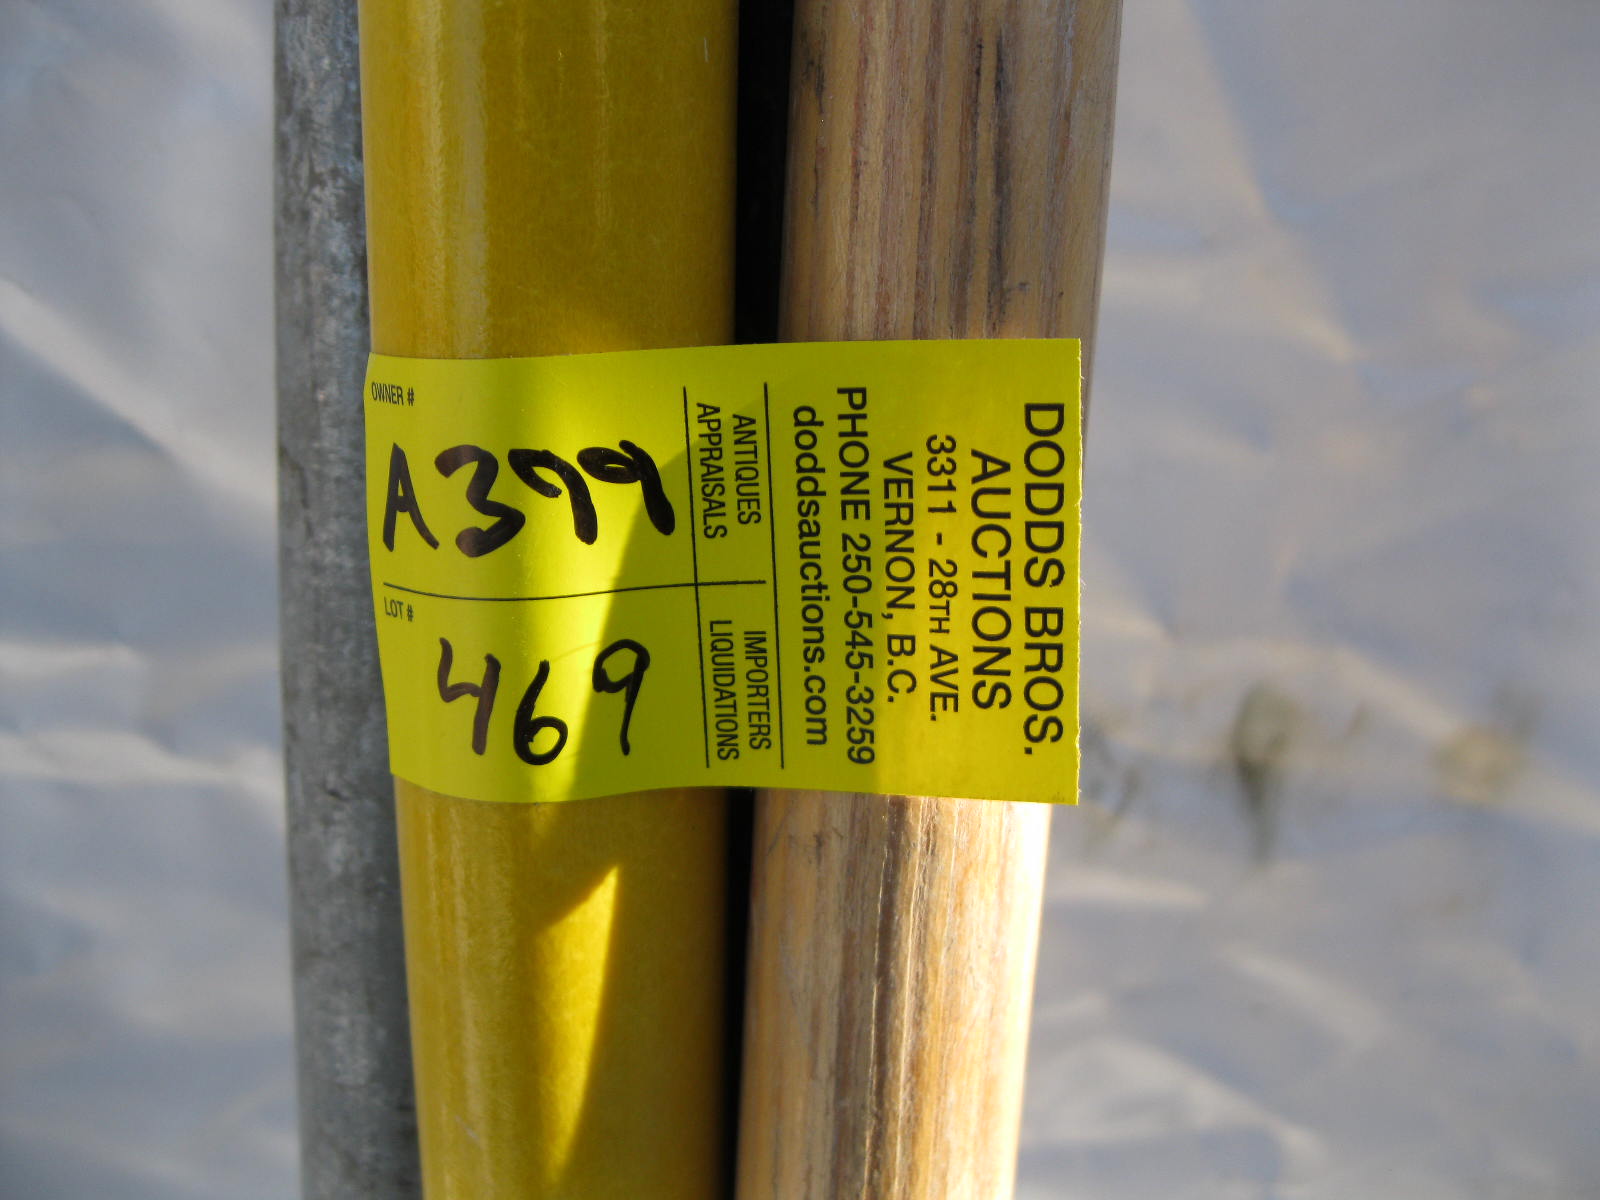 DODDS BROS.
AUCTIONS
3311 - 28TH AVE.
VERNON, B.C.
PHONE 250-545-3259
doddsauctions.com
ANTIQUES
APPRAISALS
IMPORTERS
LIQUIDATIONS
OWNER #
A399
LOT #
469